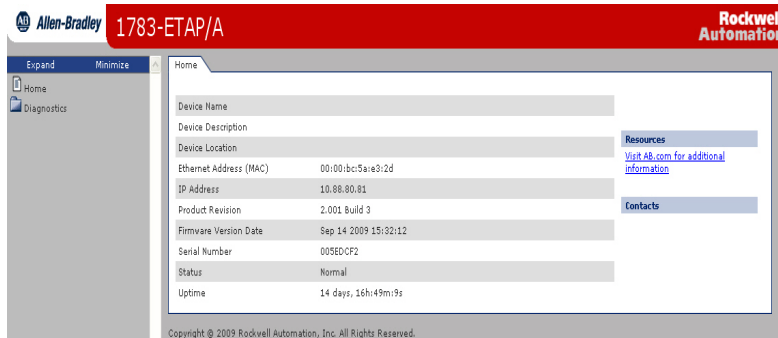 AB Allen-Bradley 1783-ETAP/A
Rockwell
Automation
Expand Minimize
Home
Diagnostics
Home
Device Name
Device Description
Device Location
Ethernet Address (MAC) 00:00:bc:5a:e3:2d
IP Address 10.88.80.81
Product Revision 2.001 Build 3
Firmware Version Date Sep 14 2009 15:32:12
Serial Number 005EDCF2
Status Normal
Uptime 14 days, 16h:49m:9s
Resources
Visit AB.com for additional
information
Contacts
Copyright © 2009 Rockwell Automation, Inc. All Rights Reserved.